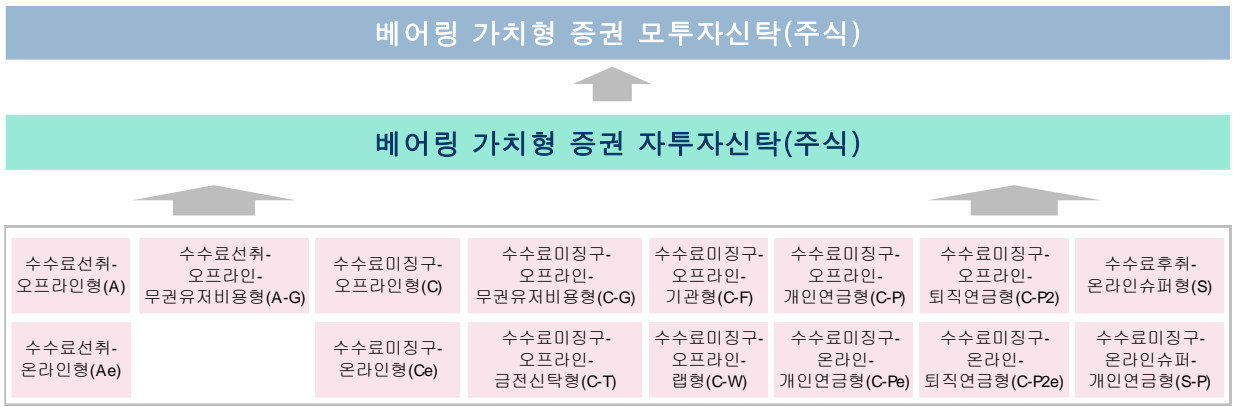 베어링 가치형 증권 모투자신탁(주식)
베어링 가치형 증권 자투자신탁(주식)
수수료선취-
오프라인형(A)
수수료선취-
오프라인-
무권유저비용형(A-G)
수수료미징구-
오프라인형(C)
수수료미징구-
오프라인-
무권유저비용형(C-G)
수수료미징구-
오프라인-
기관형(C-F)
수수료미징구-
오프라인-
개인연금형(C-P)
수수료미징구-
오프라인-
퇴직연금형(C-P2)
수수료후취-
온라인슈퍼형(S)
수수료선취-
온라인형(Ae)
수수료미징구-
온라인형(Ce)
수수료미징구-
오프라인-
금전신탁형(C-T)
수수료미징구-
오프라인-
랩형(C-W)
수수료미징구-
온라인-
개인연금형(C-Pe)
수수료미징구-
온라인-
퇴직연금형(C-P2e)
수수료미징구-
온라인슈퍼-
개인연금형(S-P)